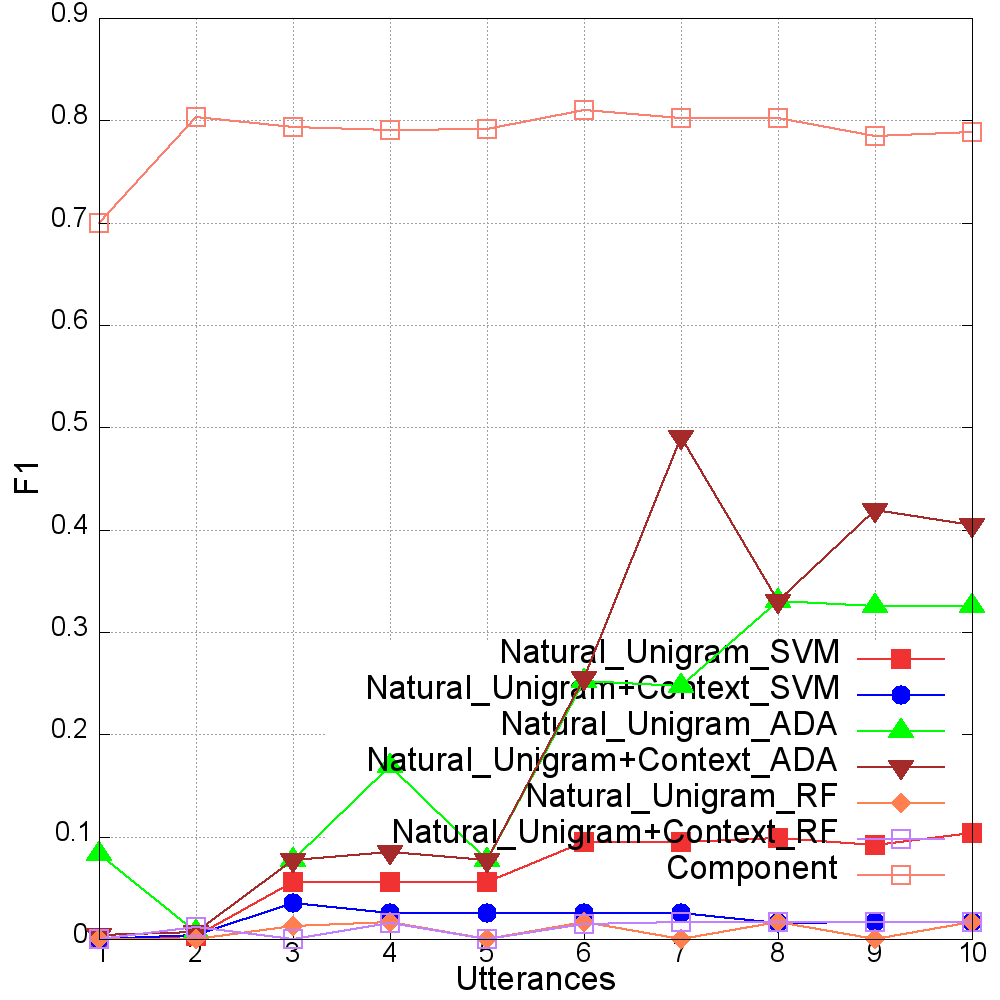 0.9
0.8
0.7
0.6
0.5
0.4
0.3
0.2
0.1
0
F1
Natural_Unigram_SVM
Natural_Unigram+Context_SVM
Natural_Unigram_ADA
Natural_Unigram+Context_ADA
Natural_Unigram_RF
Natural_Unigram+Context_RF
Component
1 2 3 4 5 6 7 8 9 10
Utterances